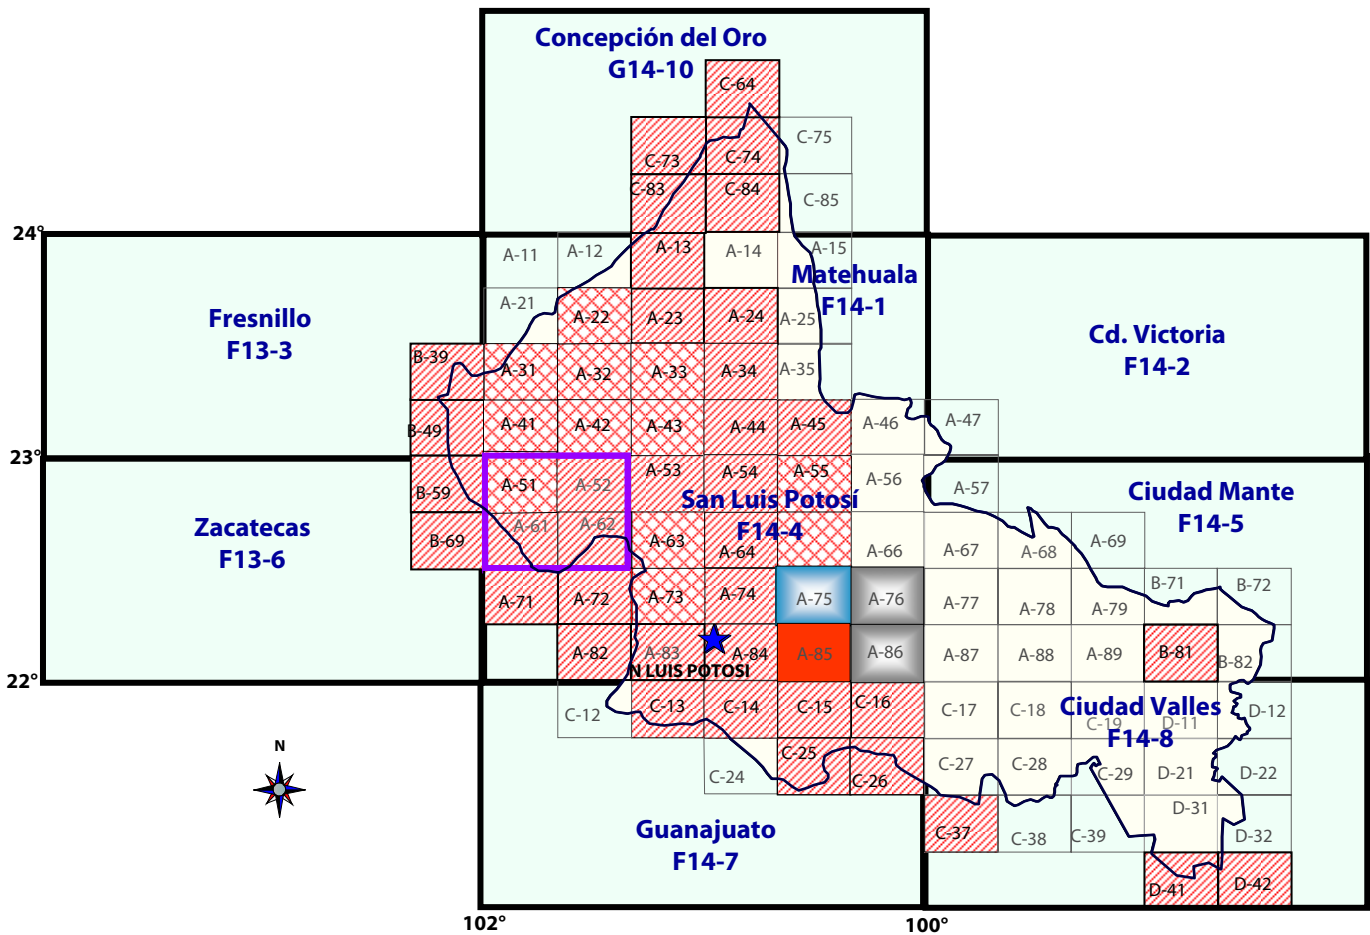 Concepción del Oro
G14-10
C-64
C-75
C-73
C-74
C-83
C-84
C-85
24°
A-11
A-12
A-13
A-14
A-15
Matehuala
F14-1
A-21
A-22
A-23
A-24
A-25
Fresnillo
F13-3
Cd. Victoria
F14-2
B-39
A-31
A-32
A-33
A-34
A-35
B-49
A-41
A-42
A-43
A-44
A-45
A-46
A-47
23°
B-59
A-51
A-52
A-53
A-54
A-55
A-56
A-57
San Luis Potosí
F14-4
Ciudad Mante
F14-5
Zacatecas
F13-6
B-69
A-61
A-62
A-63
A-64
A-66
A-67
A-68
A-69
A-71
A-72
A-73
A-74
A-75
A-76
A-77
A-78
A-79
B-71
B-72
A-82
A-83
A-84
A-85
A-86
A-87
A-88
A-89
B-81
B-82
N LUIS POTOSI
22°
C-12
C-13
C-14
C-15
C-16
C-17
C-18
C-19
D-11
D-12
Ciudad Valles
F14-8
N
C-24
C-25
C-26
C-27
C-28
C-29
D-21
D-22
Guanajuato
F14-7
C-37
C-38
C-39
D-31
D-32
D-41
D-42
102°
100°